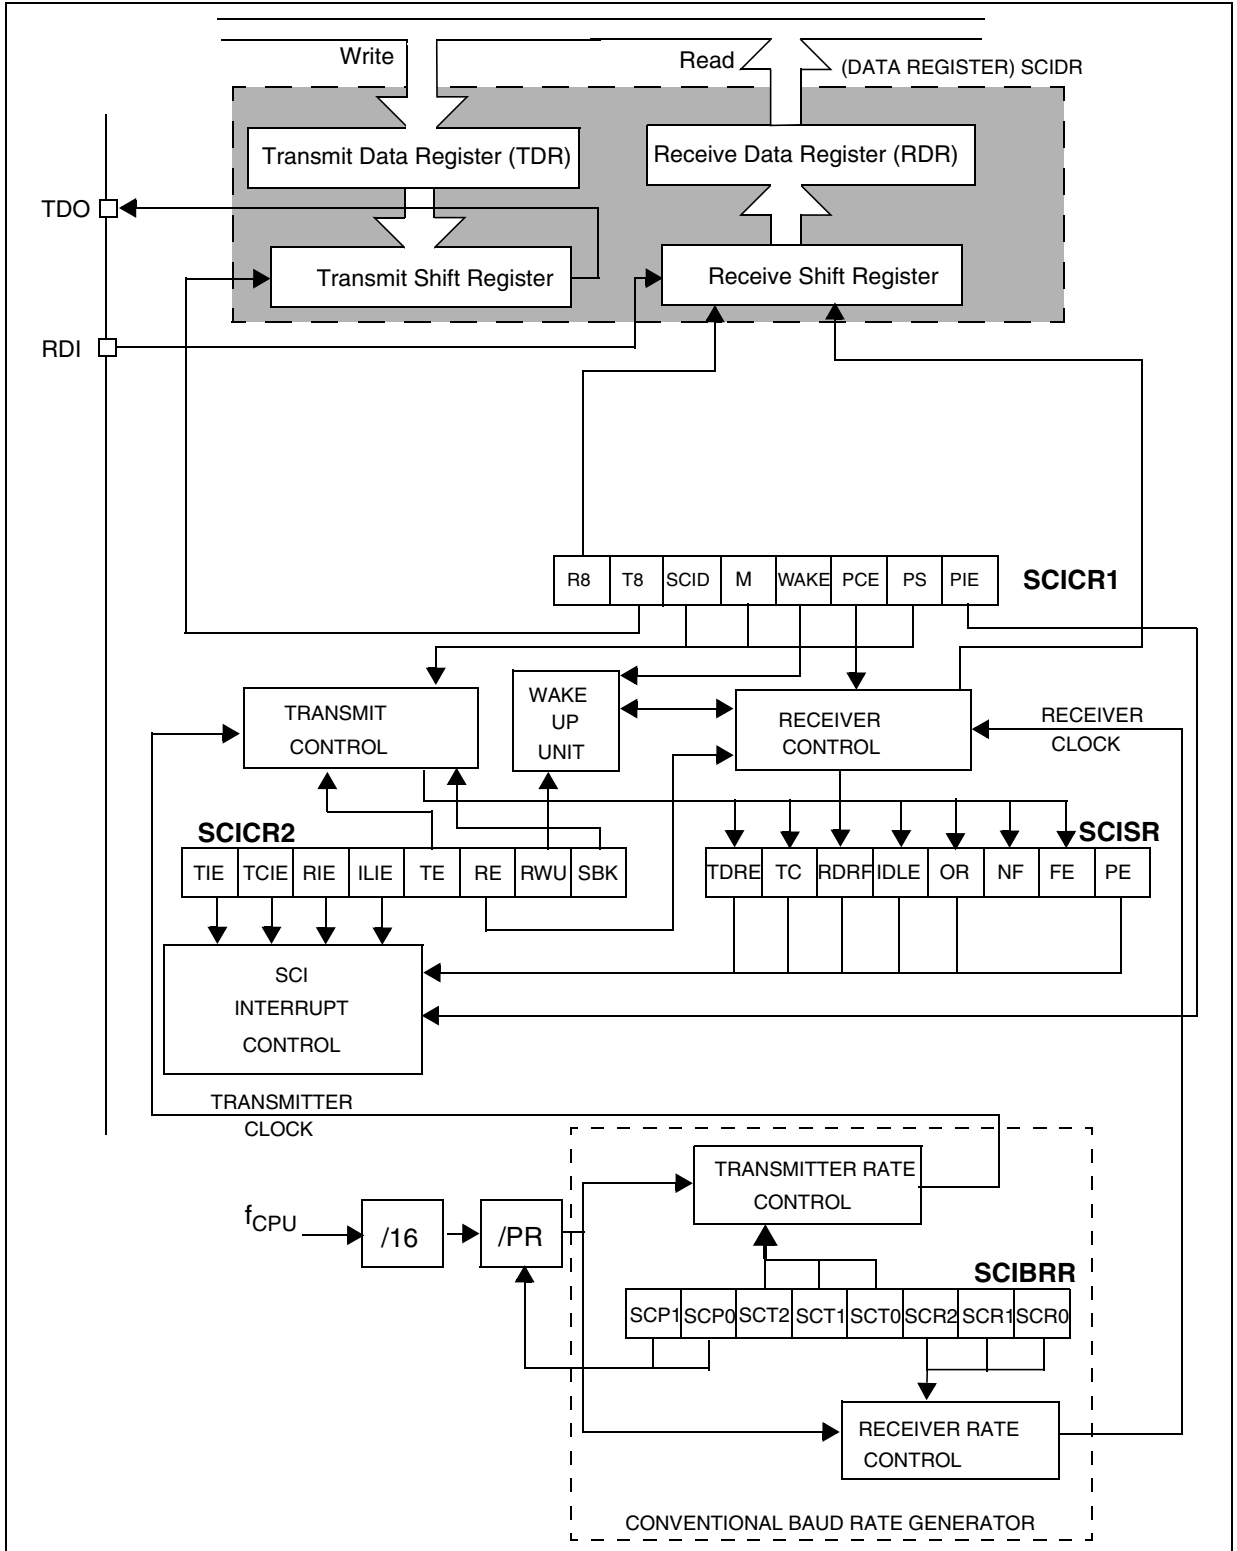 Write
Read
(DATA REGISTER) SCIDR
Transmit Data Register (TDR)
Receive Data Register (RDR)
TDO
Transmit Shift Register
Receive Shift Register
RDI
R8 T8 SCID M WAKE PCE PS PIE
SCICR1
TRANSMIT
CONTROL
WAKE
UP
UNIT
RECEIVER
CONTROL
RECEIVER
CLOCK
SCICR2
SCISR
TIE TCIE RIE ILIE TE RE RWU SBK
TDRE TC RDRF IDLE OR NF FE PE
SCI
INTERRUPT
CONTROL
TRANSMITTER
CLOCK
TRANSMITTER RATE
CONTROL
fCPU
/16
/PR
SCIBRR
SCP1 SCP0 SCT2 SCT1 SCT0 SCR2 SCR1 SCR0
RECEIVER RATE
CONTROL
CONVENTIONAL BAUD RATE GENERATOR